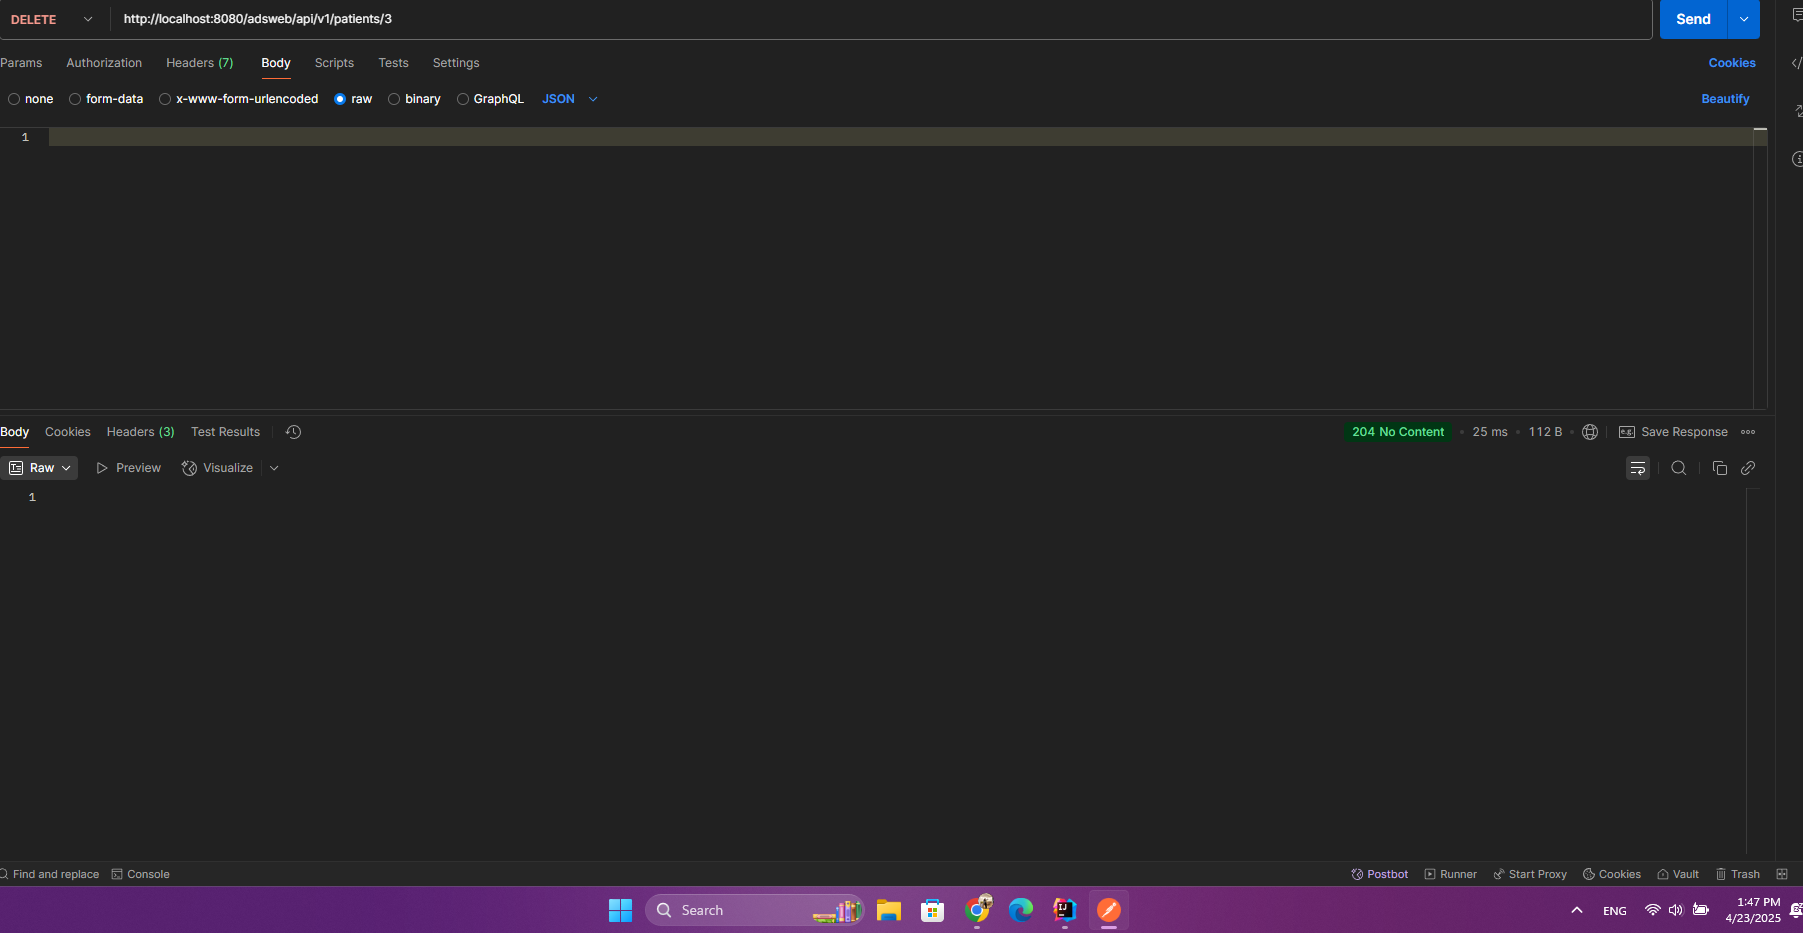 DELETE http://localhost:8080/adsweb/api/v1/patients/3 Send
Params Authorization Headers (7) Body Scripts Tests Settings Cookies
none form-data x-www-form-urlencoded raw binary GraphQL JSON Beautify
1
Body Cookies Headers (3) Test Results 204 No Content 25 ms 112 B e.g. Save Response
Raw Preview Visualize
1
Find and replace Console Postbot Runner Start Proxy Cookies Vault Trash
Search ENG 1:47 PM
4/23/2025